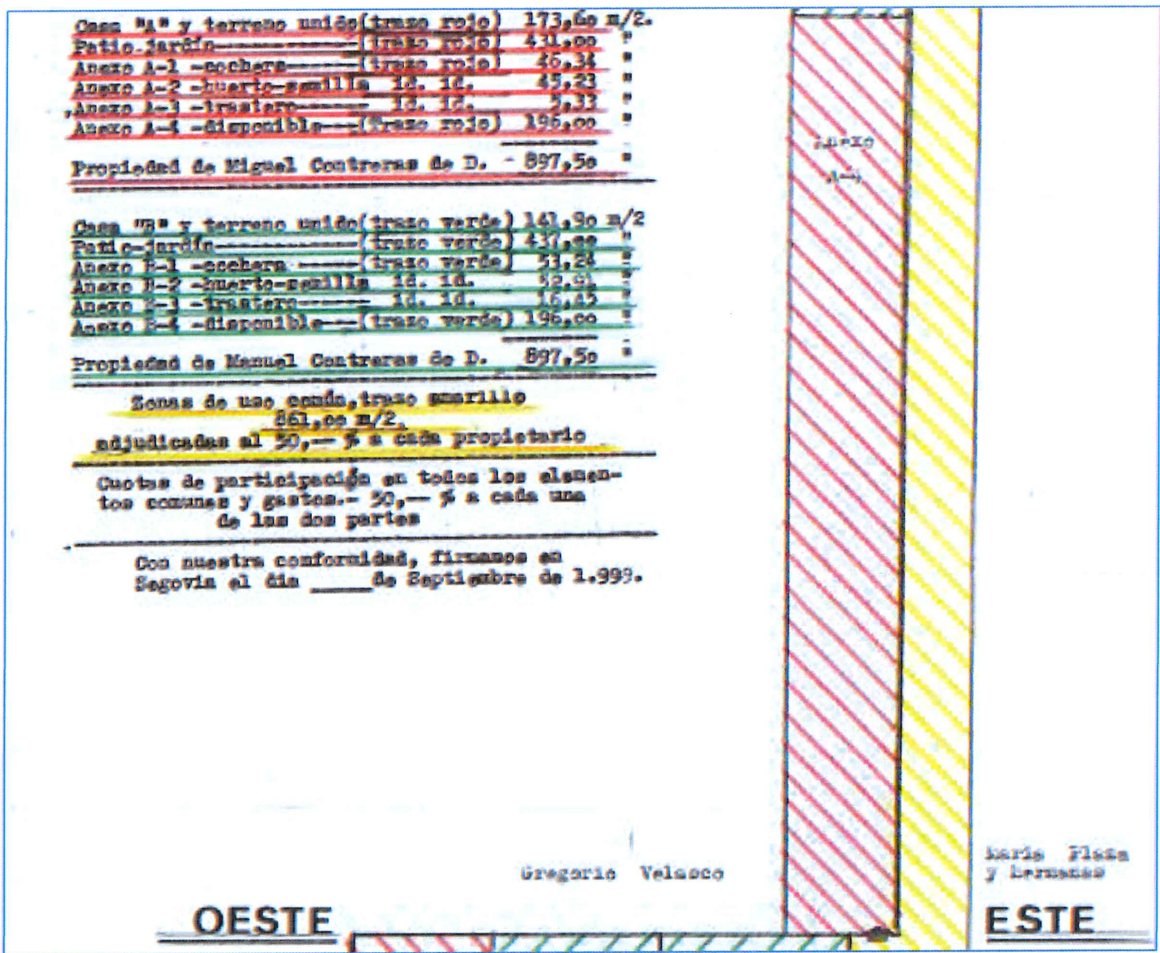 Casa "A" y terreno unido(trazo rojo) 173,60 m/2.
Patio-jardín------------(trazo rojo) 431,00 "
Anexo A-1 -cochera------(trazo rojo) 46,34 "
Anexo A-2 -huerto-semilla id. id. 45,23 "
Anexo A-3 -trastero------ id. id. 5,33 "
Anexo A-4 -disponible---(Trazo rojo) 196,00 "
Propiedad de Miguel Contreras de D. - 897,50 "
Casa "B" y terreno unido(trazo verde) 141,90 m/2
Patio-jardín------------(trazo verde) 437,00 "
Anexo B-1 -cochera ------(trazo verde) 53,24 "
Anexo B-2 -huerto-semilla id. id. 52,91 "
Anexo B-3 -trastero------ id. id. 16,45 "
Anexo B-4 -disponible---(trazo verde) 196,00 "
Propiedad de Manuel Contreras de D. 897,50 "
Zonas de uso común,trazo amarillo
861,00 m/2.
adjudicadas al 50,-- % a cada propietario
Cuotas de participación en todos los elemen-
tos comunes y gastos.- 50,-- % a cada una
de las dos partes
Con nuestra conformidad, firmamos en
Segovia el día _____de Septiembre de 1.999.
Anexo
A-4
Gregorio Velasco
María Plaza
y hermanas
OESTE
ESTE